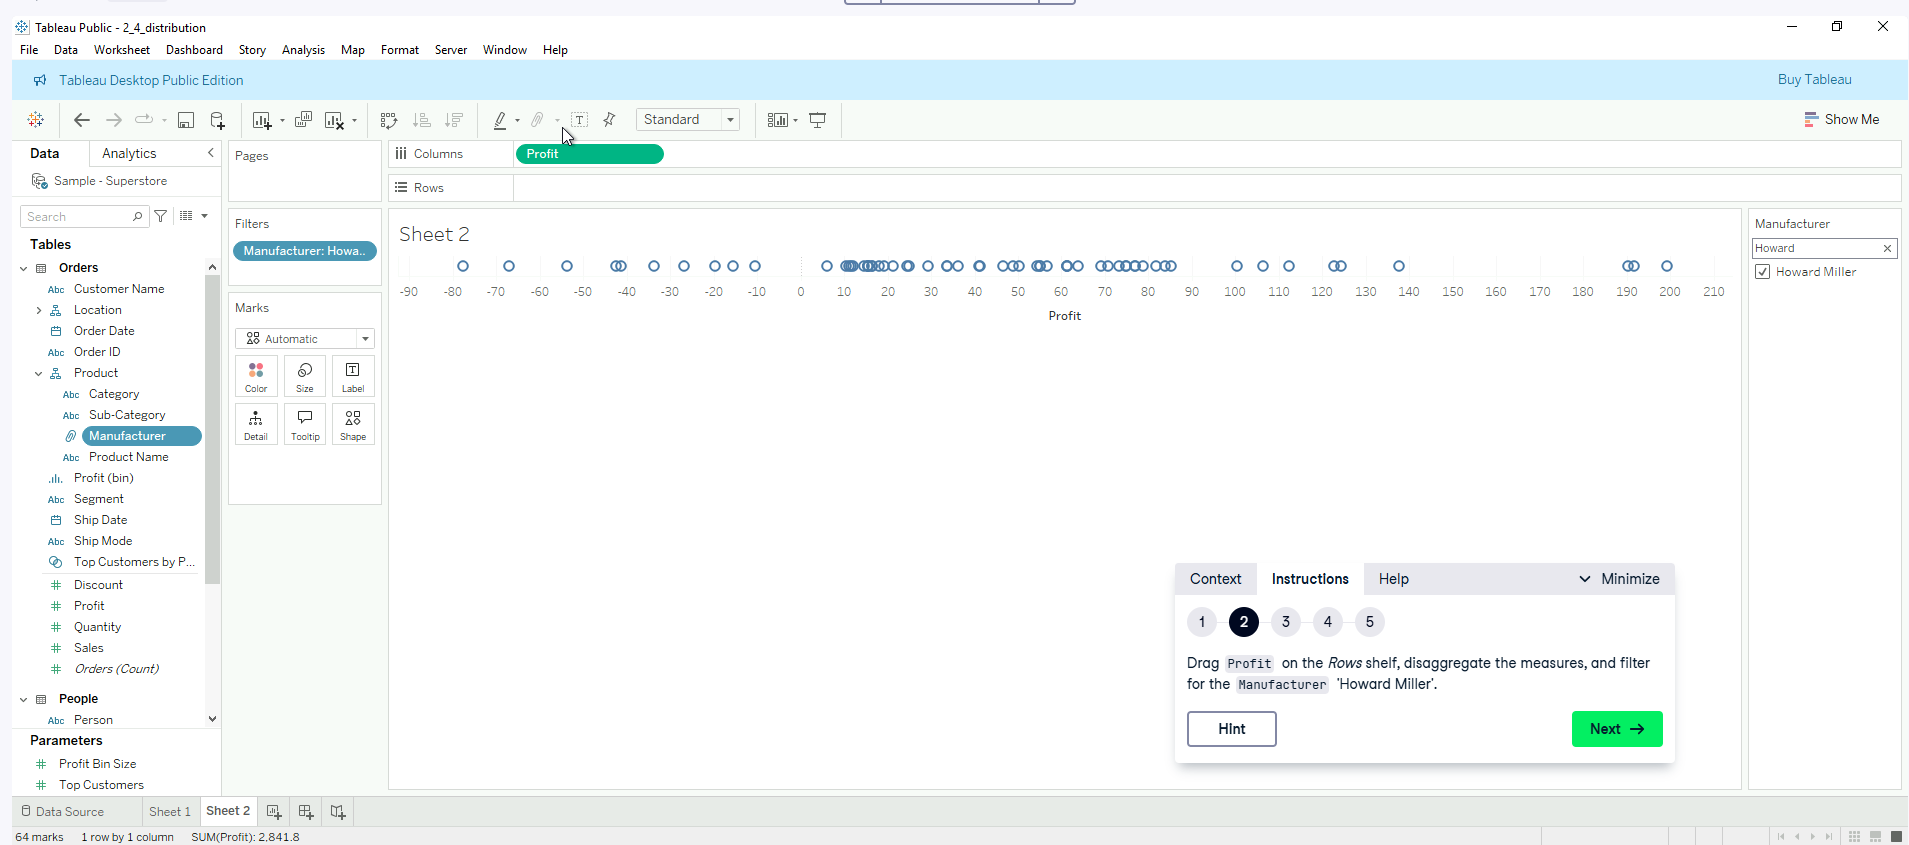 Tableau Public - 2_4_distribution
File Data Worksheet Dashboard Story Analysis Map Format Server Window Help
Tableau Desktop Public Edition
Buy Tableau
Standard
Show Me
Data
Analytics
Sample - Superstore
Search
Tables
Orders
Abc Customer Name
Location
Order Date
Abc Order ID
Product
Abc Category
Abc Sub-Category
Manufacturer
Abc Product Name
Profit (bin)
Abc Segment
Ship Date
Abc Ship Mode
Top Customers by P...
Discount
Profit
Quantity
Sales
Orders (Count)
People
Abc Person
Parameters
Profit Bin Size
Top Customers
Pages
Filters
Manufacturer: Howa..
Marks
Automatic
Color Size Label
Detail Tooltip Shape
Columns
Profit
Rows
Sheet 2
-90 -80 -70 -60 -50 -40 -30 -20 -10 0 10 20 30 40 50 60 70 80 90 100 110 120 130 140 150 160 170 180 190 200 210
Profit
Manufacturer
Howard
Howard Miller
Context Instructions Help Minimize
1 2 3 4 5
Drag Profit on the Rows shelf, disaggregate the measures, and filter
for the Manufacturer 'Howard Miller'.
Hint
Next
Data Source
Sheet 1
Sheet 2
64 marks
1 row by 1 column
SUM(Profit): 2,841.8